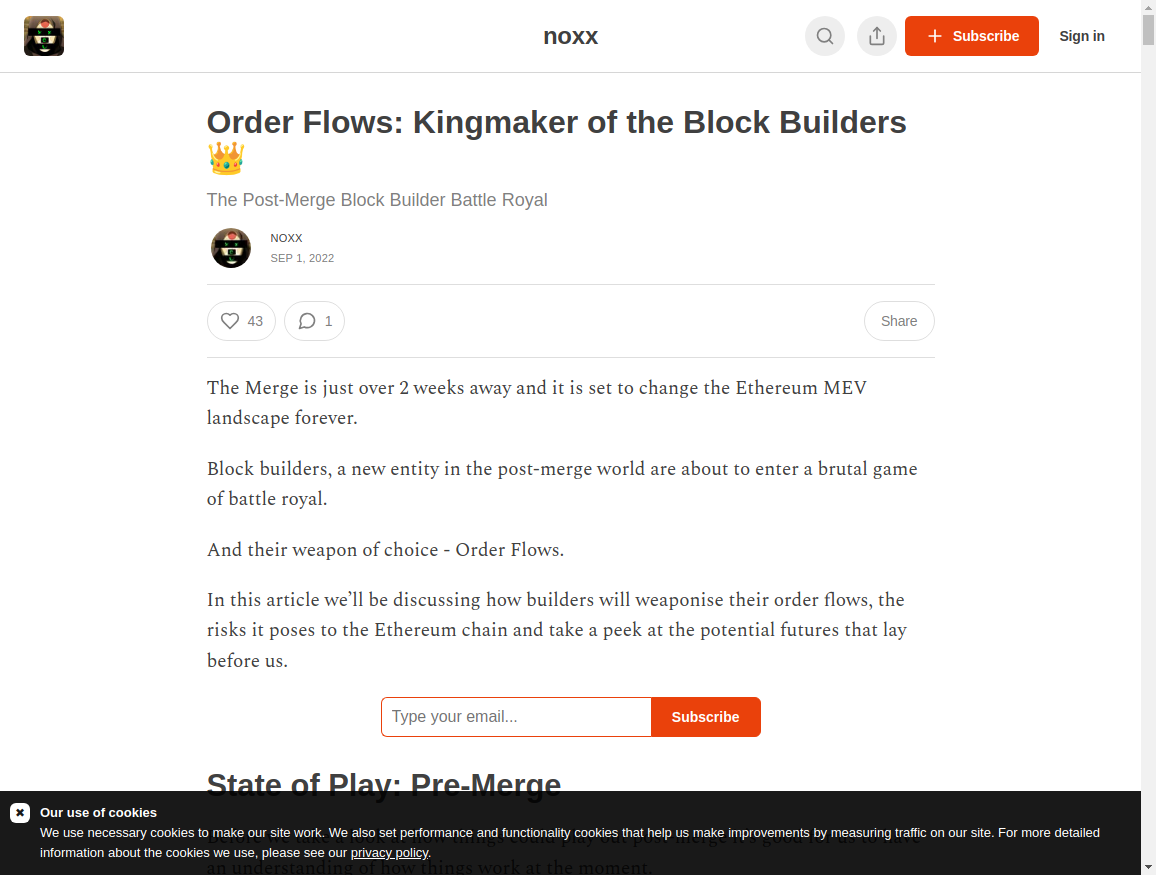 noxx
Subscribe
Sign in
Order Flows: Kingmaker of the Block Builders
👑
The Post-Merge Block Builder Battle Royal
NOXX
SEP 1, 2022
43
1
Share
The Merge is just over 2 weeks away and it is set to change the Ethereum MEV
landscape forever.
Block builders, a new entity in the post-merge world are about to enter a brutal game
of battle royal.
And their weapon of choice - Order Flows.
In this article we’ll be discussing how builders will weaponise their order flows, the
risks it poses to the Ethereum chain and take a peek at the potential futures that lay
before us.
Type your email...
Subscribe
State of Play: Pre-Merge
Our use of cookies
We use necessary cookies to make our site work. We also set performance and functionality cookies that help us make improvements by measuring traffic on our site. For more detailed
information about the cookies we use, please see our privacy policy.
Before we take a look at how things could play out post-merge it's good for us to have
an understanding of how things work at the moment.